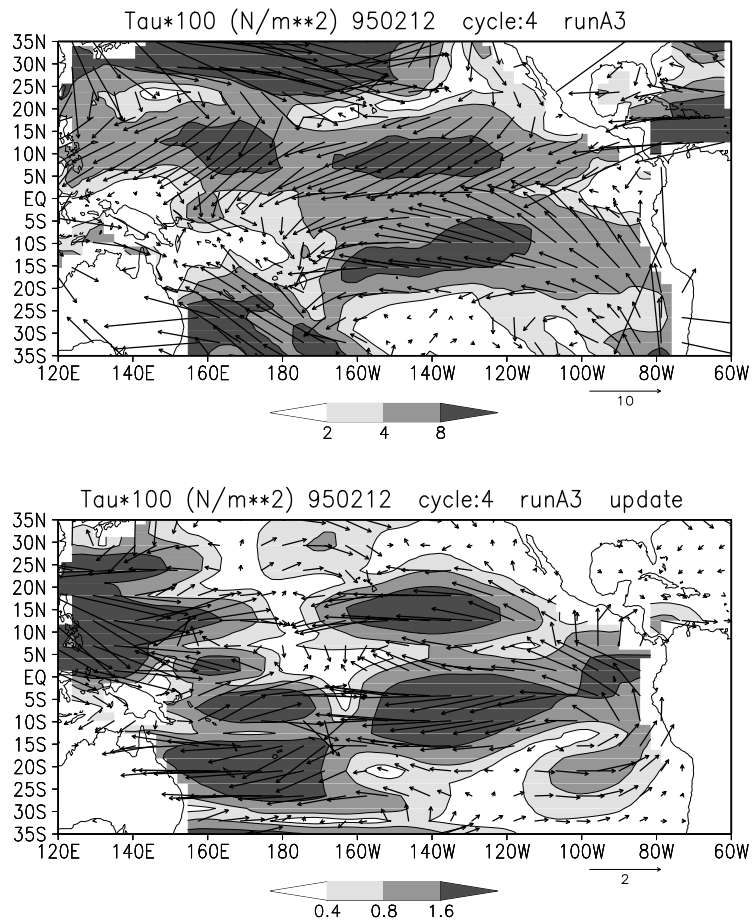 Tau*100 (N/m**2) 950212 cycle:4 runA3
35N
30N
25N
20N
15N
10N
5N
EQ
5S
10S
15S
20S
25S
30S
35S
120E 140E 160E 180 160W 140W 120W 100W 80W 60W
10
2 4 8
Tau*100 (N/m**2) 950212 cycle:4 runA3 update
35N
30N
25N
20N
15N
10N
5N
EQ
5S
10S
15S
20S
25S
30S
35S
120E 140E 160E 180 160W 140W 120W 100W 80W 60W
2
0.4 0.8 1.6